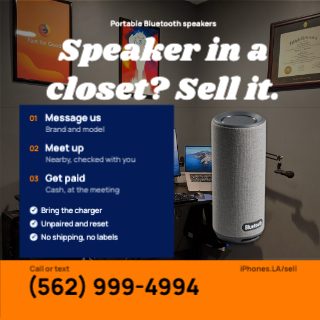 Portable Bluetooth speakers
Speaker in a
closet? Sell it.
01 Message us
Brand and model
02 Meet up
Nearby, checked with you
03 Get paid
Cash, at the meeting
Bring the charger
Unpaired and reset
No shipping, no labels
Bluetooth
Call or text
(562) 999-4994
iPhones.LA/sell